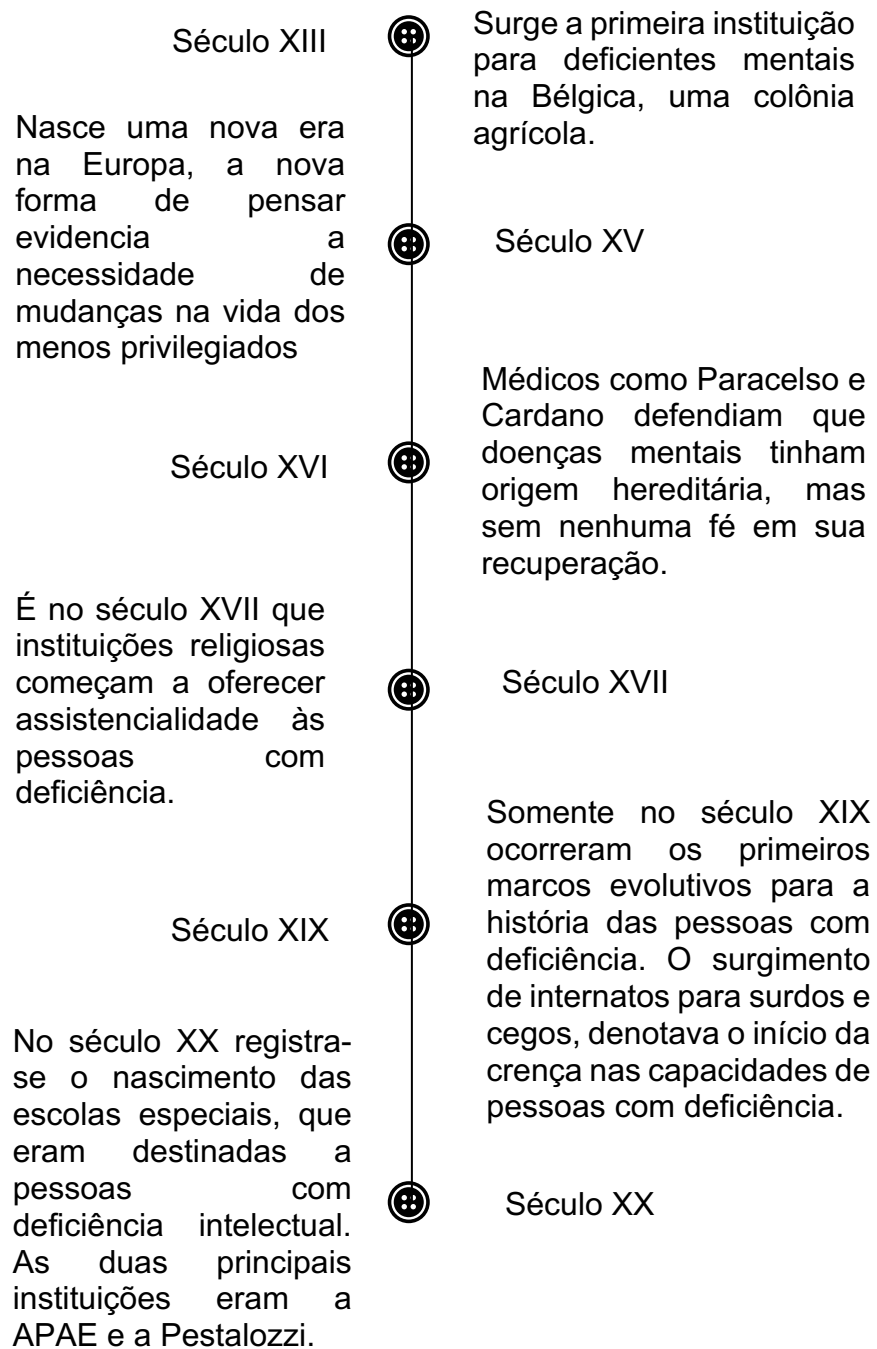 Século XIII
Surge a primeira instituição
para deficientes mentais
na Bélgica, uma colônia
agrícola.
Nasce uma nova era
na Europa, a nova
forma de pensar
evidencia a
necessidade de
mudanças na vida dos
menos privilegiados
Século XV
Século XVI
Médicos como Paracelso e
Cardano defendiam que
doenças mentais tinham
origem hereditária, mas
sem nenhuma fé em sua
recuperação.
É no século XVII que
instituições religiosas
começam a oferecer
assistencialidade às
pessoas com
deficiência.
Século XVII
Século XIX
Somente no século XIX
ocorreram os primeiros
marcos evolutivos para a
história das pessoas com
deficiência. O surgimento
de internatos para surdos e
cegos, denotava o início da
crença nas capacidades de
pessoas com deficiência.
No século XX registra-
se o nascimento das
escolas especiais, que
eram destinadas a
pessoas com
deficiência intelectual.
As duas principais
instituições eram a
APAE e a Pestalozzi.
Século XX